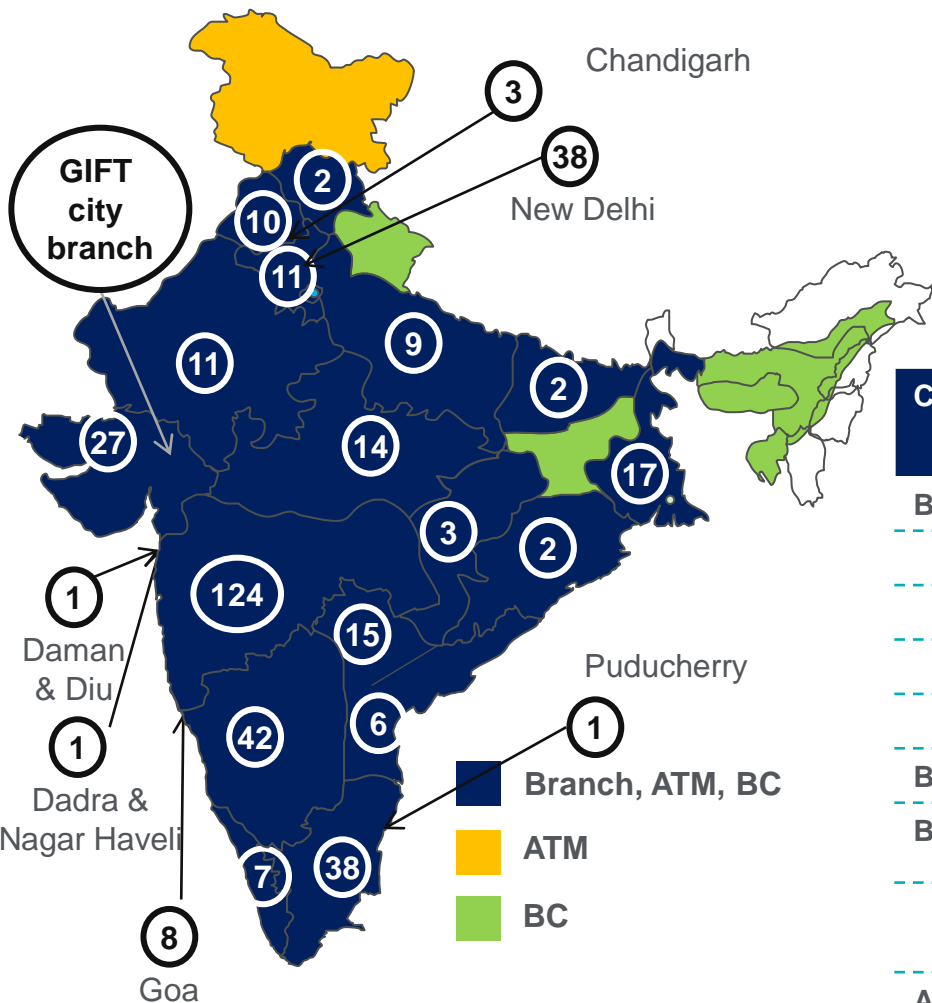 Chandigarh
3
38
New Delhi
GIFT
city
branch
2
10
11
11
9
2
27
14
17
3
2
124
15
1
Daman
& Diu
1
Dadra &
Nagar Haveli
42
6
Puducherry
1
7
38
8
Goa
Branch, ATM, BC
ATM
BC
C
B
B
B
A